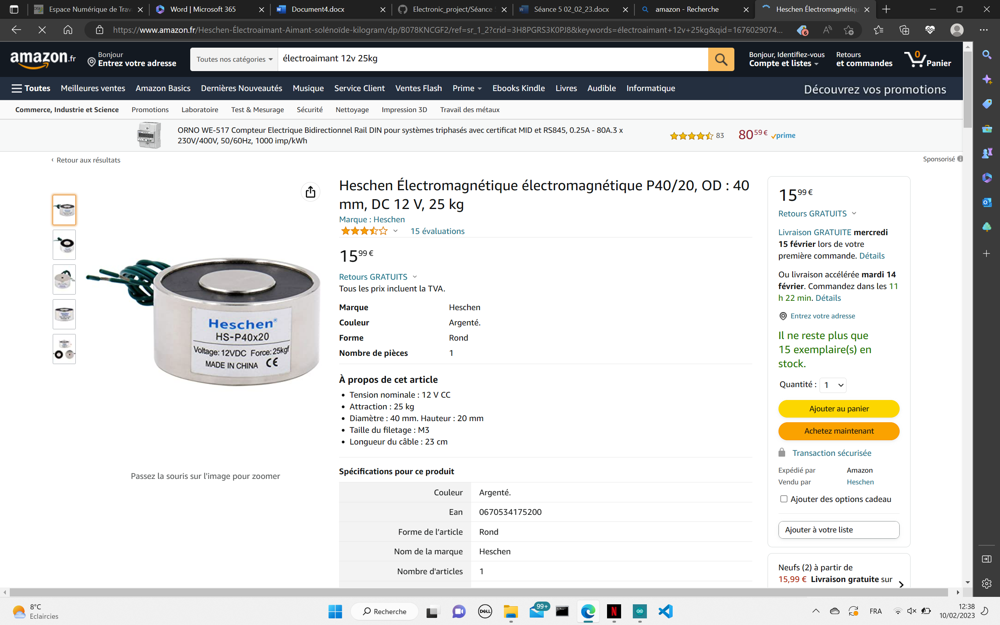 Espace Numérique de Trav
Word | Microsoft 365
Document4.docx
Electronic_project/Séance 5
Séance 5 02_02_23.docx
amazon - Recherche
Heschen Électromagnétiqu
https://www.amazon.fr/Heschen-Électroaimant-Aimant-solénoïde-kilogram/dp/B078KNCGF2/ref=sr_1_2?crid=3H8PGRS3K0PJ8&keywords=électroaimant+12v+25kg&qid=1676029074...
6
amazon.fr
Bonjour
Entrez votre adresse
Toutes nos catégories
électroaimant 12v 25kg
Bonjour, Identifiez-vous
Compte et listes
Retours
et commandes
0
Panier
Toutes
Meilleures ventes
Amazon Basics
Dernières Nouveautés
Musique
Service Client
Ventes Flash
Prime
Ebooks Kindle
Livres
Audible
Informatique
Découvrez vos promotions
Commerce, Industrie et Science
Promotions
Laboratoire
Test & Mesurage
Sécurité
Nettoyage
Impression 3D
Travail des métaux
ORNO WE-517 Compteur Electrique Bidirectionnel Rail DIN pour systèmes triphasés avec certificat MID et RS845, 0.25A - 80A.3 x
230V/400V, 50/60Hz, 1000 imp/kWh
83
80 59 €
prime
‹ Retour aux résultats
Sponsorisé
Heschen Électromagnétique électromagnétique P40/20, OD : 40
mm, DC 12 V, 25 kg
Marque : Heschen
15 évaluations
15 99 €
Retours GRATUITS
Tous les prix incluent la TVA.
Marque Heschen
Couleur Argenté.
Forme Rond
Nombre de pièces 1
À propos de cet article
• Tension nominale : 12 V CC
• Attraction : 25 kg
• Diamètre : 40 mm. Hauteur : 20 mm
• Taille du filetage : M3
• Longueur du câble : 23 cm
Spécifications pour ce produit
Couleur Argenté.
Ean 0670534175200
Forme de l'article Rond
Nom de la marque Heschen
Nombre d'articles 1
Heschen®
HS-P40x20
Voltage: 12VDC Force: 25kgf
MADE IN CHINA CE
Passez la souris sur l'image pour zoomer
15 99 €
Retours GRATUITS
Livraison GRATUITE mercredi
15 février lors de votre
première commande. Détails
Ou livraison accélérée mardi 14
février. Commandez dans les 11
h 22 min. Détails
Entrez votre adresse
Il ne reste plus que
15 exemplaire(s) en
stock.
Quantité : 1
Ajouter au panier
Achetez maintenant
Transaction sécurisée
Expédié par Amazon
Vendu par Heschen
Ajouter des options cadeau
Ajouter à votre liste
Neufs (2) à partir de
15,99 € Livraison gratuite sur
8°C
Eclaircies
Recherche
DELL
99+
N
FRA
12:38
10/02/2023